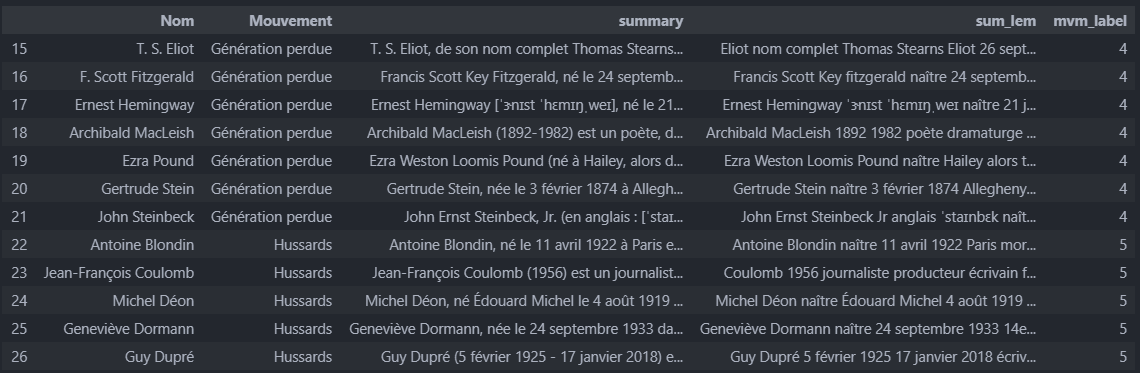 Nom Mouvement summary sum_lem mvm_label
15 T. S. Eliot Génération perdue T. S. Eliot, de son nom complet Thomas Stearns... Eliot nom complet Thomas Stearns Eliot 26 sept... 4
16 F. Scott Fitzgerald Génération perdue Francis Scott Key Fitzgerald, né le 24 septemb... Francis Scott Key fitzgerald naître 24 septemb... 4
17 Ernest Hemingway Génération perdue Ernest Hemingway [ˈɝnɪst ˈhɛmɪŋˌweɪ], né le 21... Ernest Hemingway ˈɝnɪst ˈhɛmɪŋˌweɪ naître 21 j... 4
18 Archibald MacLeish Génération perdue Archibald MacLeish (1892-1982) est un poète, d... Archibald MacLeish 1892 1982 poète dramaturge ... 4
19 Ezra Pound Génération perdue Ezra Weston Loomis Pound (né à Hailey, alors d... Ezra Weston Loomis Pound naître Hailey alors t... 4
20 Gertrude Stein Génération perdue Gertrude Stein, née le 3 février 1874 à Allegh... Gertrude Stein naître 3 février 1874 Allegheny... 4
21 John Steinbeck Génération perdue John Ernst Steinbeck, Jr. (en anglais : [ˈstaɪ... John Ernst Steinbeck Jr anglais ˈstaɪnbɛk naît... 4
22 Antoine Blondin Hussards Antoine Blondin, né le 11 avril 1922 à Paris e... Antoine Blondin naître 11 avril 1922 Paris mor... 5
23 Jean-François Coulomb Hussards Jean-François Coulomb (1956) est un journalist... Coulomb 1956 journaliste producteur écrivain f... 5
24 Michel Déon Hussards Michel Déon, né Édouard Michel le 4 août 1919 ... Michel Déon naître Édouard Michel 4 août 1919 ... 5
25 Geneviève Dormann Hussards Geneviève Dormann, née le 24 septembre 1933 da... Geneviève Dormann naître 24 septembre 1933 14e... 5
26 Guy Dupré Hussards Guy Dupré (5 février 1925 - 17 janvier 2018) e... Guy Dupré 5 février 1925 17 janvier 2018 écriv... 5